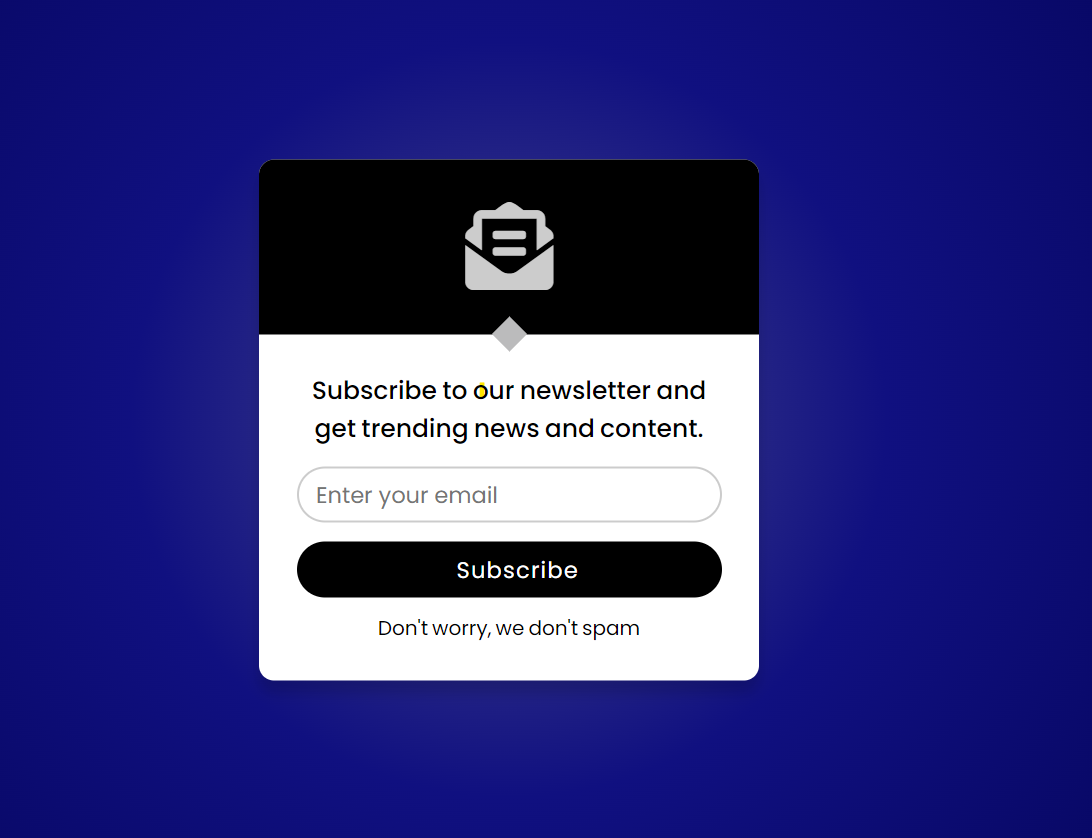 Subscribe to our newsletter and
get trending news and content.
Enter your email
Subscribe
Don't worry, we don't spam